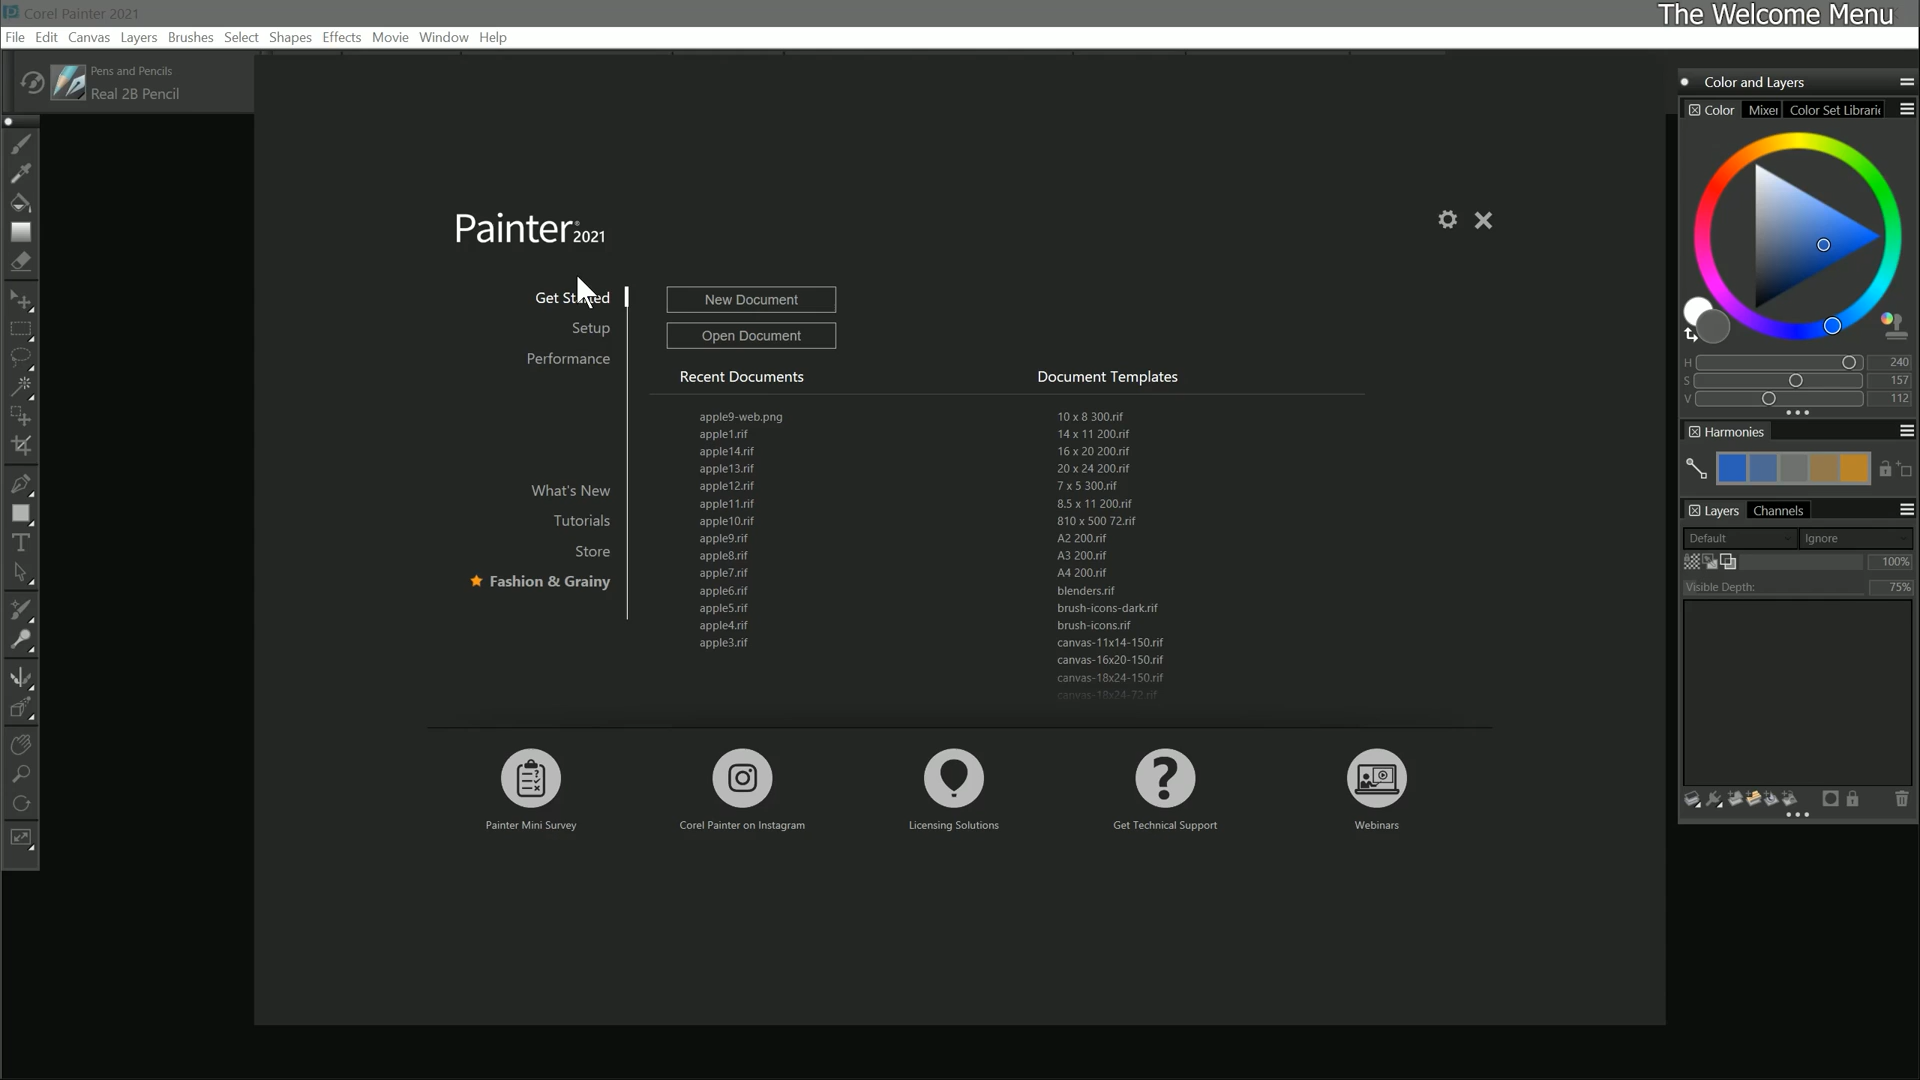 Corel Painter 2021
The Welcome Menu
File Edit Canvas Layers Brushes Select Shapes Effects Movie Window Help
Pens and Pencils
Real 2B Pencil
Color and Layers
Color Mixer Color Set Librarie
Painter® 2021
Get Started
Setup
Performance
What's New
Tutorials
Store
Fashion & Grainy
New Document
Open Document
Recent Documents
apple9-web.png
apple1.rif
apple14.rif
apple13.rif
apple12.rif
apple11.rif
apple10.rif
apple9.rif
apple8.rif
apple7.rif
apple6.rif
apple5.rif
apple4.rif
apple3.rif
Document Templates
10 x 8 300.rif
14 x 11 200.rif
16 x 20 200.rif
20 x 24 200.rif
7 x 5 300.rif
8.5 x 11 200.rif
810 x 500 72.rif
A2 200.rif
A3 200.rif
A4 200.rif
blenders.rif
brush-icons-dark.rif
brush-icons.rif
canvas-11x14-150.rif
canvas-16x20-150.rif
canvas-18x24-150.rif
canvas-18x24-72.rif
Painter Mini Survey
Corel Painter on Instagram
Licensing Solutions
Get Technical Support
Webinars
H 240
S 157
V 112
Harmonies
Layers Channels
Default Ignore
100%
Visible Depth: 75%